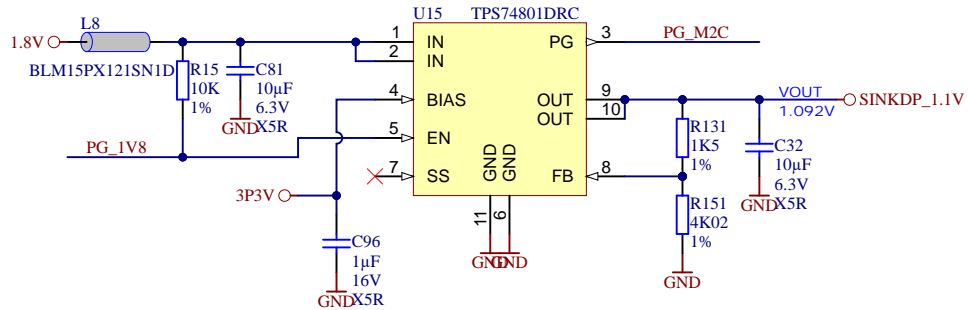 L8
1.8V
BLM15PX121SN1D
R15
10K
1%
C81
10µF
6.3V
X5R
GND
PG_1V8
3P3V
C96
1µF
16V
X5R
GND
U15 TPS74801DRC
1 IN
2 IN
4 BIAS
5 EN
7 SS
PG 3
OUT 9
OUT 10
FB 8
GND
GND
11
6
GND
GND
PG_M2C
VOUT
1.092V
SINKDP_1.1V
R131
1K5
1%
C32
10µF
6.3V
X5R
GND
R151
4K02
1%
GND